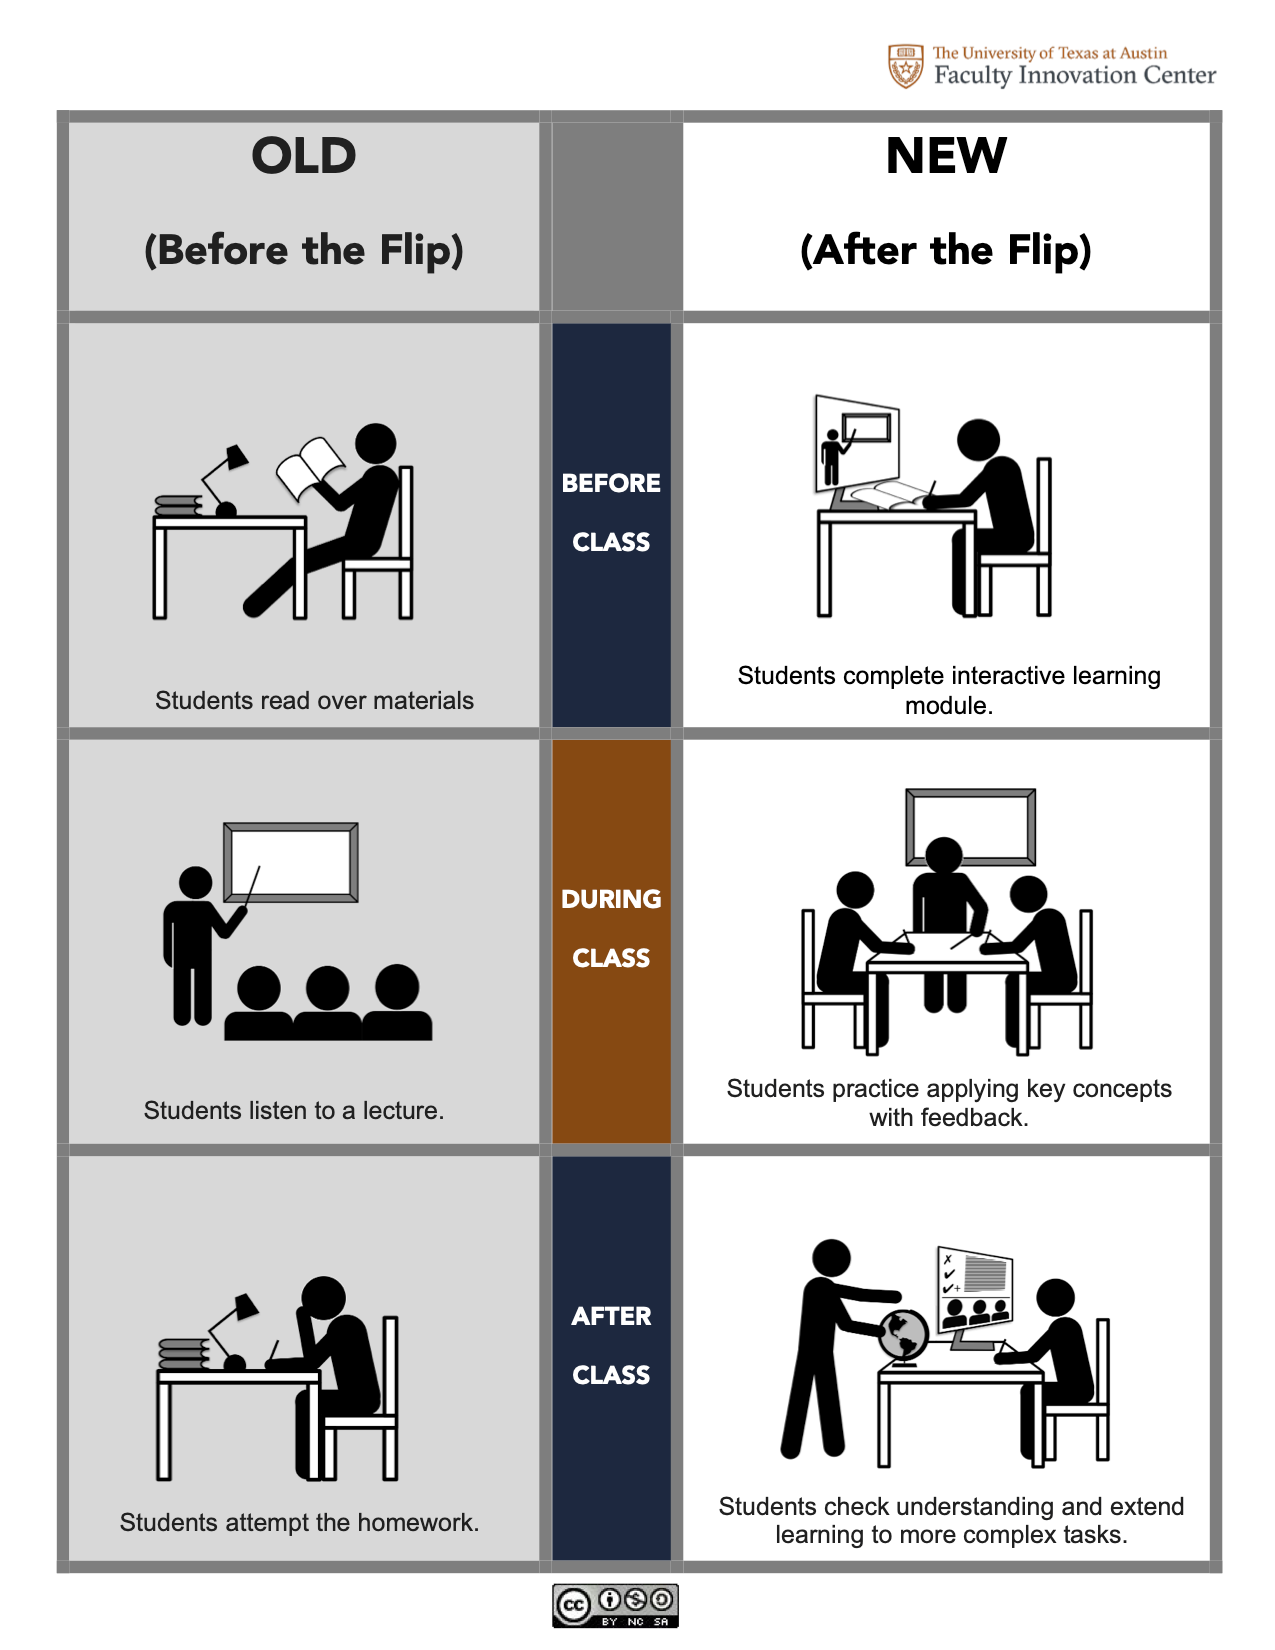 The University of Texas at Austin
Faculty Innovation Center
OLD
(Before the Flip)
NEW
(After the Flip)
BEFORE
CLASS
Students read over materials
Students complete interactive learning
module.
DURING
CLASS
Students listen to a lecture.
Students practice applying key concepts
with feedback.
AFTER
CLASS
Students attempt the homework.
Students check understanding and extend
learning to more complex tasks.
cc
BY NC SA